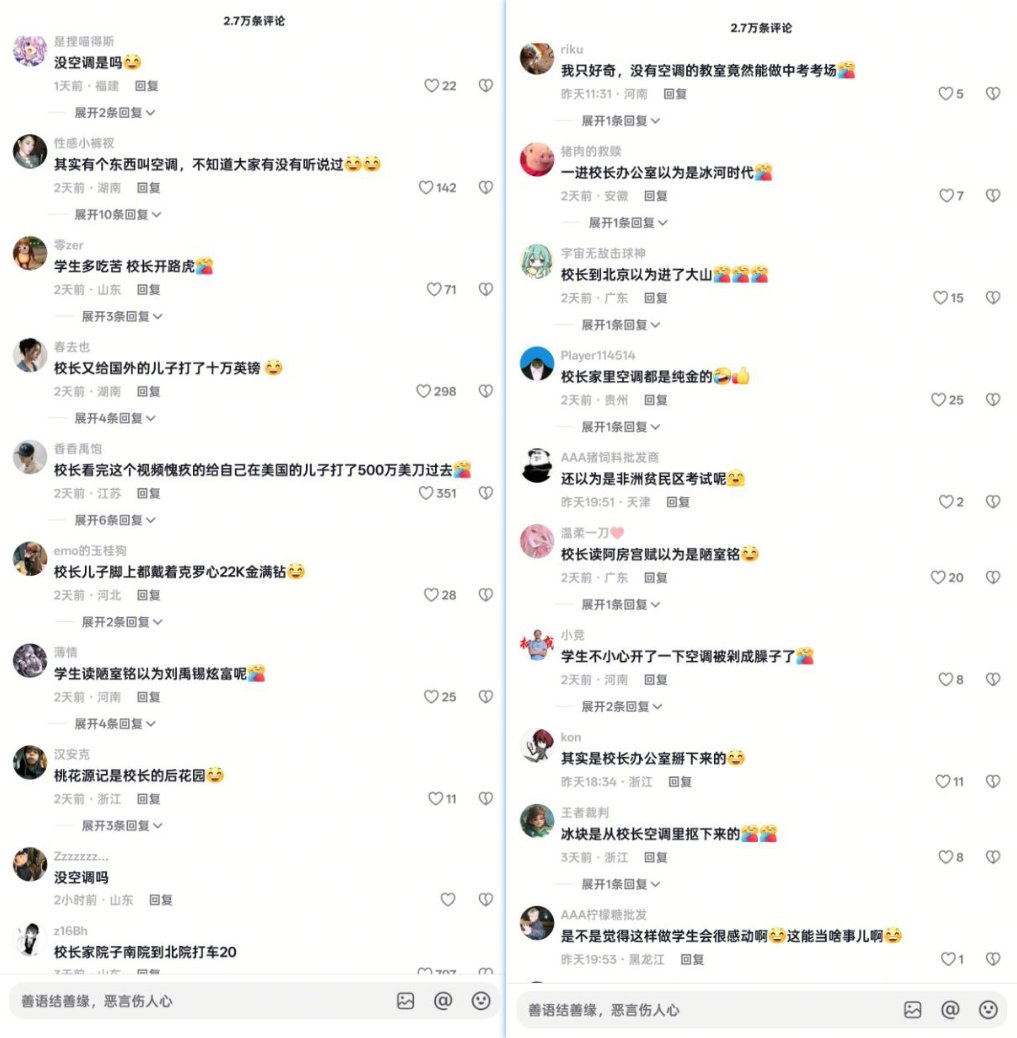 2.7万条评论
是捏喵得斯
没空调是吗😄
1天前·福建 回复
22
展开2条回复
性感小裤衩
其实有个东西叫空调，不知道大家有没有听说过😄😄
2天前·湖南 回复
142
展开10条回复
零zer
学生多吃苦 校长开路虎
2天前·山东 回复
71
展开3条回复
春去也
校长又给国外的儿子打了十万英镑😄
2天前·湖南 回复
298
展开4条回复
香香禹饱
校长看完这个视频愧疚的给自己在美国的儿子打了500万美刀过去
2天前·江苏 回复
351
展开6条回复
emo的玉桂狗
校长儿子脚上都戴着克罗心22K金满钻😄
2天前·河北 回复
28
展开2条回复
薄情
学生读陋室铭以为刘禹锡炫富呢
2天前·河南 回复
25
展开4条回复
汉安克
桃花源记是校长的后花园😄
2天前·浙江 回复
11
展开3条回复
Zzzzzzz...
没空调吗
2小时前·山东 回复
z16Bh
校长家院子南院到北院打车20
3天前·山东 回复
707
善语结善缘，恶言伤人心
@
2.7万条评论
riku
我只好奇，没有空调的教室竟然能做中考考场
昨天11:31·河南 回复
5
展开1条回复
猪肉的救赎
一进校长办公室以为是冰河时代
2天前·安徽 回复
7
展开1条回复
宇宙无敌击球神
校长到北京以为进了大山
2天前·广东 回复
15
展开1条回复
Player114514
校长家里空调都是纯金的🤣👍
2天前·贵州 回复
25
展开1条回复
AAA猪饲料批发商
还以为是非洲贫民区考试呢🤗
昨天19:51·天津 回复
2
温柔一刀
校长读阿房宫赋以为是陋室铭😄
2天前·广东 回复
20
展开1条回复
小竞
学生不小心开了一下空调被剁成臊子了
2天前·河南 回复
8
展开2条回复
kon
其实是校长办公室掰下来的😄
昨天18:34·浙江 回复
11
王者裁判
冰块是从校长空调里抠下来的
3天前·浙江 回复
8
展开1条回复
AAA柠檬糖批发
是不是觉得这样做学生会很感动啊😄这能当啥事儿啊😄
昨天19:53·黑龙江 回复
1
善语结善缘，恶言伤人心
@